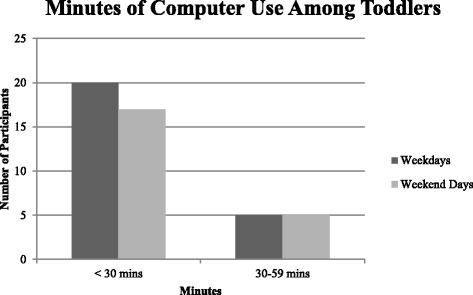 Minutes of Computer Use Among Toddlers
Number of Participants
25
20
15
10
5
0
< 30 mins
30-59 mins
Minutes
Weekdays
Weekend Days